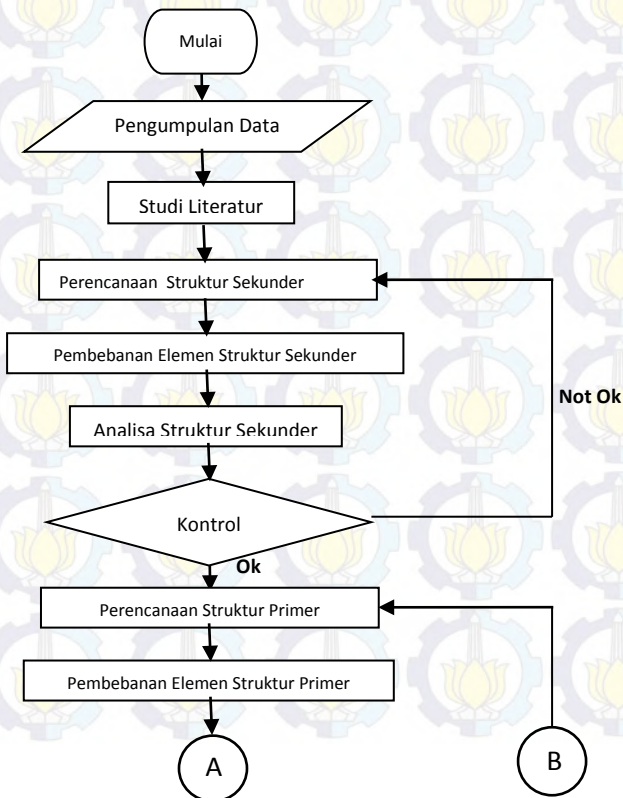 Mulai
Pengumpulan Data
Studi Literatur
Perencanaan Struktur Sekunder
Pembebanan Elemen Struktur Sekunder
Not Ok
Analisa Struktur Sekunder
Kontrol
Ok
Perencanaan Struktur Primer
Pembebanan Elemen Struktur Primer
A
B